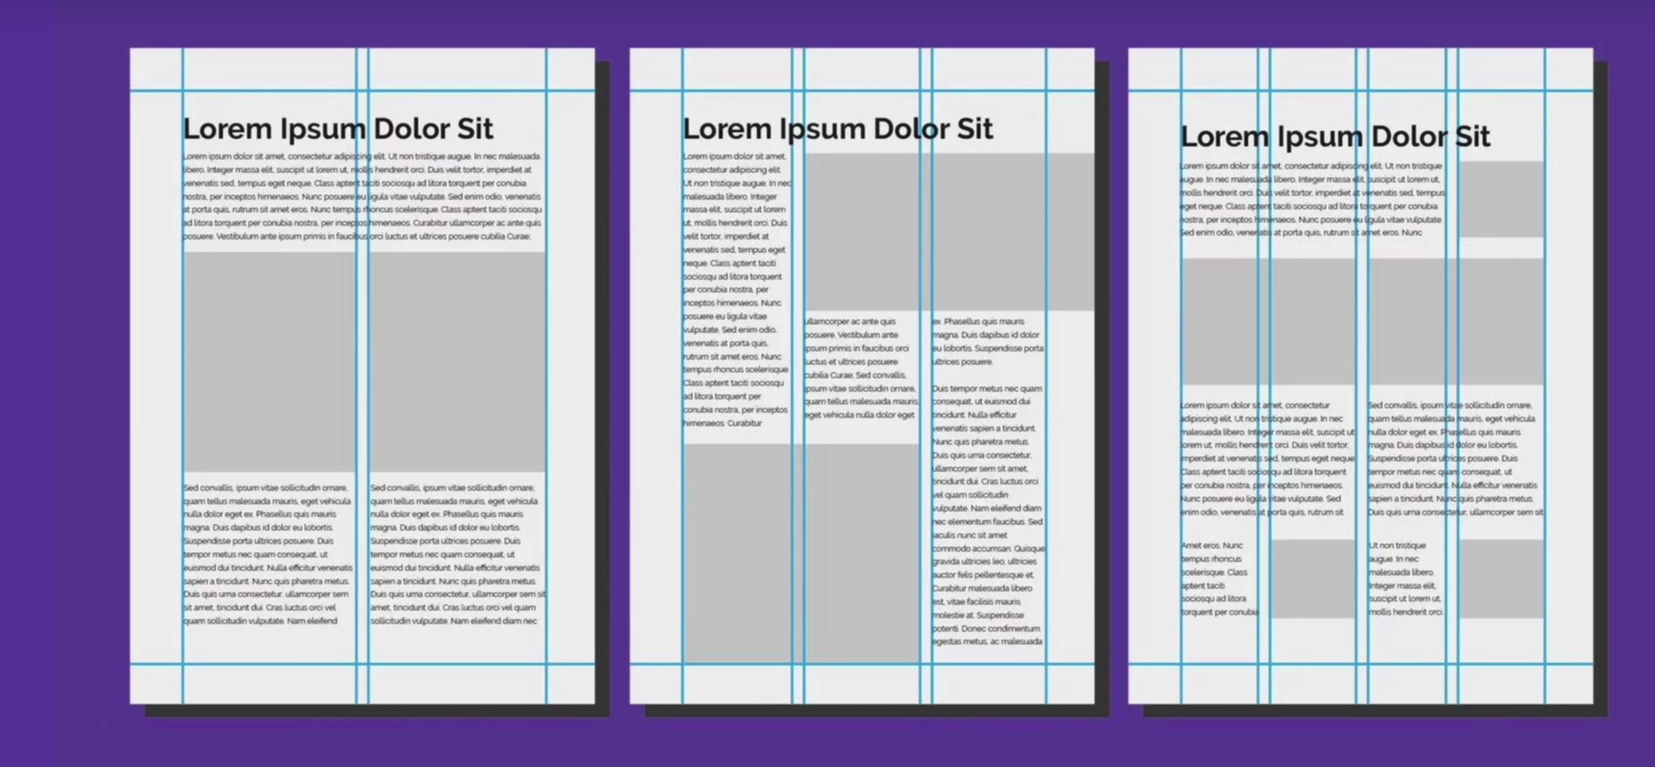 Lorem Ipsum Dolor Sit
Lorem ipsum dolor sit amet, consectetur adipiscing elit. Ut non tristique augue. In nec malesuada
libero. Integer massa elit, suscipit ut lorem ut, mollis hendrerit orci. Duis velit tortor, imperdiet at
venenatis sed, tempus eget neque. Class aptent taciti sociosqu ad litora torquent per conubia
nostra, per inceptos himenaeos. Nunc posuere eu ligula vitae vulputate. Sed enim odio, venenatis
at porta quis, rutrum sit amet eros. Nunc tempus rhoncus scelerisque. Class aptent taciti sociosqu
ad litora torquent per conubia nostra, per inceptos himenaeos. Curabitur ullamcorper ac ante quis
posuere. Vestibulum ante ipsum primis in faucibus orci luctus et ultrices posuere cubilia Curae;
Sed convallis, ipsum vitae sollicitudin ornare,
quam tellus malesuada mauris, eget vehicula
nulla dolor eget ex. Phasellus quis mauris
magna. Duis dapibus id dolor eu lobortis.
Suspendisse porta ultrices posuere. Duis
tempor metus nec quam consequat, ut
euismod dui tincidunt. Nulla efficitur venenatis
sapien a tincidunt. Nunc quis pharetra metus.
Duis quis urna consectetur, ullamcorper sem
sit amet, tincidunt dui. Cras luctus orci vel
quam sollicitudin vulputate. Nam eleifend
Sed convallis, ipsum vitae sollicitudin ornare,
quam tellus malesuada mauris, eget vehicula
nulla dolor eget ex. Phasellus quis mauris
magna. Duis dapibus id dolor eu lobortis.
Suspendisse porta ultrices posuere. Duis
tempor metus nec quam consequat, ut
euismod dui tincidunt. Nulla efficitur venenatis
sapien a tincidunt. Nunc quis pharetra metus.
Duis quis urna consectetur, ullamcorper sem sit
amet, tincidunt dui. Cras luctus orci vel quam
sollicitudin vulputate. Nam eleifend diam nec
Lorem Ipsum Dolor Sit
Lorem ipsum dolor sit amet,
consectetur adipiscing elit.
Ut non tristique augue. In nec
malesuada libero. Integer
massa elit, suscipit ut lorem
ut, mollis hendrerit orci. Duis
velit tortor, imperdiet at
venenatis sed, tempus eget
neque. Class aptent taciti
sociosqu ad litora torquent
per conubia nostra, per
inceptos himenaeos. Nunc
posuere eu ligula vitae
vulputate. Sed enim odio,
venenatis at porta quis,
rutrum sit amet eros. Nunc
tempus rhoncus scelerisque.
Class aptent taciti sociosqu
ad litora torquent per
conubia nostra, per inceptos
himenaeos. Curabitur
ullamcorper ac ante quis
posuere. Vestibulum ante
ipsum primis in faucibus orci
luctus et ultrices posuere
cubilia Curae; Sed convallis,
ipsum vitae sollicitudin ornare,
quam tellus malesuada mauris,
eget vehicula nulla dolor eget
ex. Phasellus quis mauris
magna. Duis dapibus id dolor
eu lobortis. Suspendisse porta
ultrices posuere.
Duis tempor metus nec quam
consequat, ut euismod dui
tincidunt. Nulla efficitur
venenatis sapien a tincidunt.
Nunc quis pharetra metus.
Duis quis urna consectetur,
ullamcorper sem sit amet,
tincidunt dui. Cras luctus orci
vel quam sollicitudin
vulputate. Nam eleifend diam
nec elementum faucibus. Sed
iaculis nunc sit amet
commodo accumsan. Quisque
gravida ultricies leo, ultricies
auctor felis pellentesque et.
Curabitur malesuada libero
est, vitae facilisis mauris
molestie at. Suspendisse
potenti. Donec condimentum
egestas metus, ac malesuada
Lorem Ipsum Dolor Sit
Lorem ipsum dolor sit amet, consectetur adipiscing elit. Ut non tristique
augue. In nec malesuada libero. Integer massa elit, suscipit ut lorem ut,
mollis hendrerit orci. Duis velit tortor, imperdiet at venenatis sed, tempus
eget neque. Class aptent taciti sociosqu ad litora torquent per conubia
nostra, per inceptos himenaeos. Nunc posuere eu ligula vitae vulputate.
Sed enim odio, venenatis at porta quis, rutrum sit amet eros. Nunc
Lorem ipsum dolor sit amet, consectetur
adipiscing elit. Ut non tristique augue. In nec
malesuada libero. Integer massa elit, suscipit ut
lorem ut, mollis hendrerit orci. Duis velit tortor,
imperdiet at venenatis sed, tempus eget neque.
Class aptent taciti sociosqu ad litora torquent
per conubia nostra, per inceptos himenaeos.
Nunc posuere eu ligula vitae vulputate. Sed
enim odio, venenatis at porta quis, rutrum sit
Sed convallis, ipsum vitae sollicitudin ornare,
quam tellus malesuada mauris, eget vehicula
nulla dolor eget ex. Phasellus quis mauris
magna. Duis dapibus id dolor eu lobortis.
Suspendisse porta ultrices posuere. Duis
tempor metus nec quam consequat, ut
euismod dui tincidunt. Nulla efficitur venenatis
sapien a tincidunt. Nunc quis pharetra metus.
Duis quis urna consectetur, ullamcorper sem sit
Amet eros. Nunc
tempus rhoncus
scelerisque. Class
aptent taciti
sociosqu ad litora
torquent per conubia
Ut non tristique
augue. In nec
malesuada libero.
Integer massa elit,
suscipit ut lorem ut,
mollis hendrerit orci.